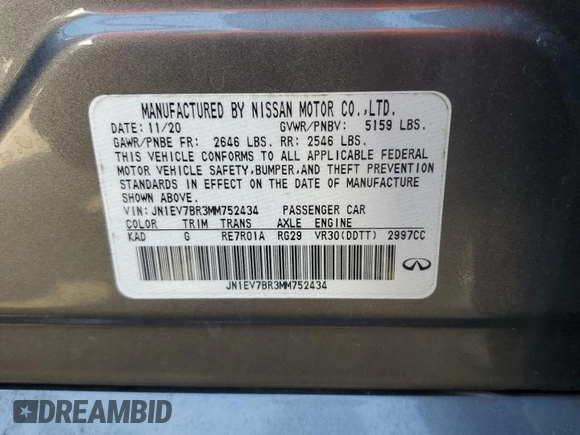 MANUFACTURED BY NISSAN MOTOR CO.,LTD.
DATE: 11/20 GVWR/PNBV: 5159 LBS.
GAWR/PNBE FR: 2646 LBS. RR: 2546 LBS.
THIS VEHICLE CONFORMS TO ALL APPLICABLE FEDERAL
MOTOR VEHICLE SAFETY,BUMPER,AND THEFT PREVENTION
STANDARDS IN EFFECT ON THE DATE OF MANUFACTURE
SHOWN ABOVE.
VIN: JN1EV7BR3MM752434 PASSENGER CAR
COLOR TRIM TRANS AXLE ENGINE
KAD G RE7R01A RG29 VR30(DDTT) 2997CC
JN1EV7BR3MM752434
DREAMBID